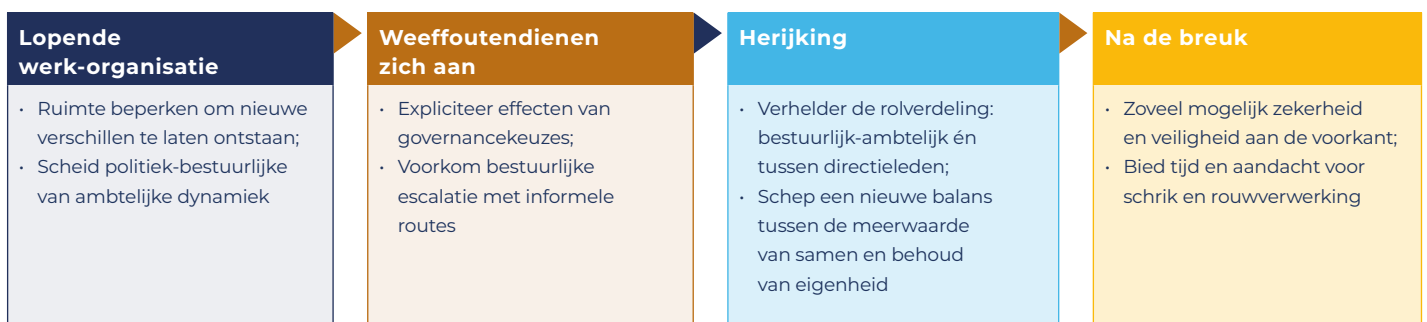 Lopende
werk-organisatie
• Ruimte beperken om nieuwe
verschillen te laten ontstaan;
• Scheid politiek-bestuurlijke
van ambtelijke dynamiek
Weeffoutendienen
zich aan
• Expliciteer effecten van
governancekeuzes;
• Voorkom bestuurlijke
escalatie met informele
routes
Herijking
• Verhelder de rolverdeling:
bestuurlijk-ambtelijk én
tussen directieleden;
• Schep een nieuwe balans
tussen de meerwaarde
van samen en behoud
van eigenheid
Na de breuk
• Zoveel mogelijk zekerheid
en veiligheid aan de voorkant;
• Bied tijd en aandacht voor
schrik en rouwverwerking